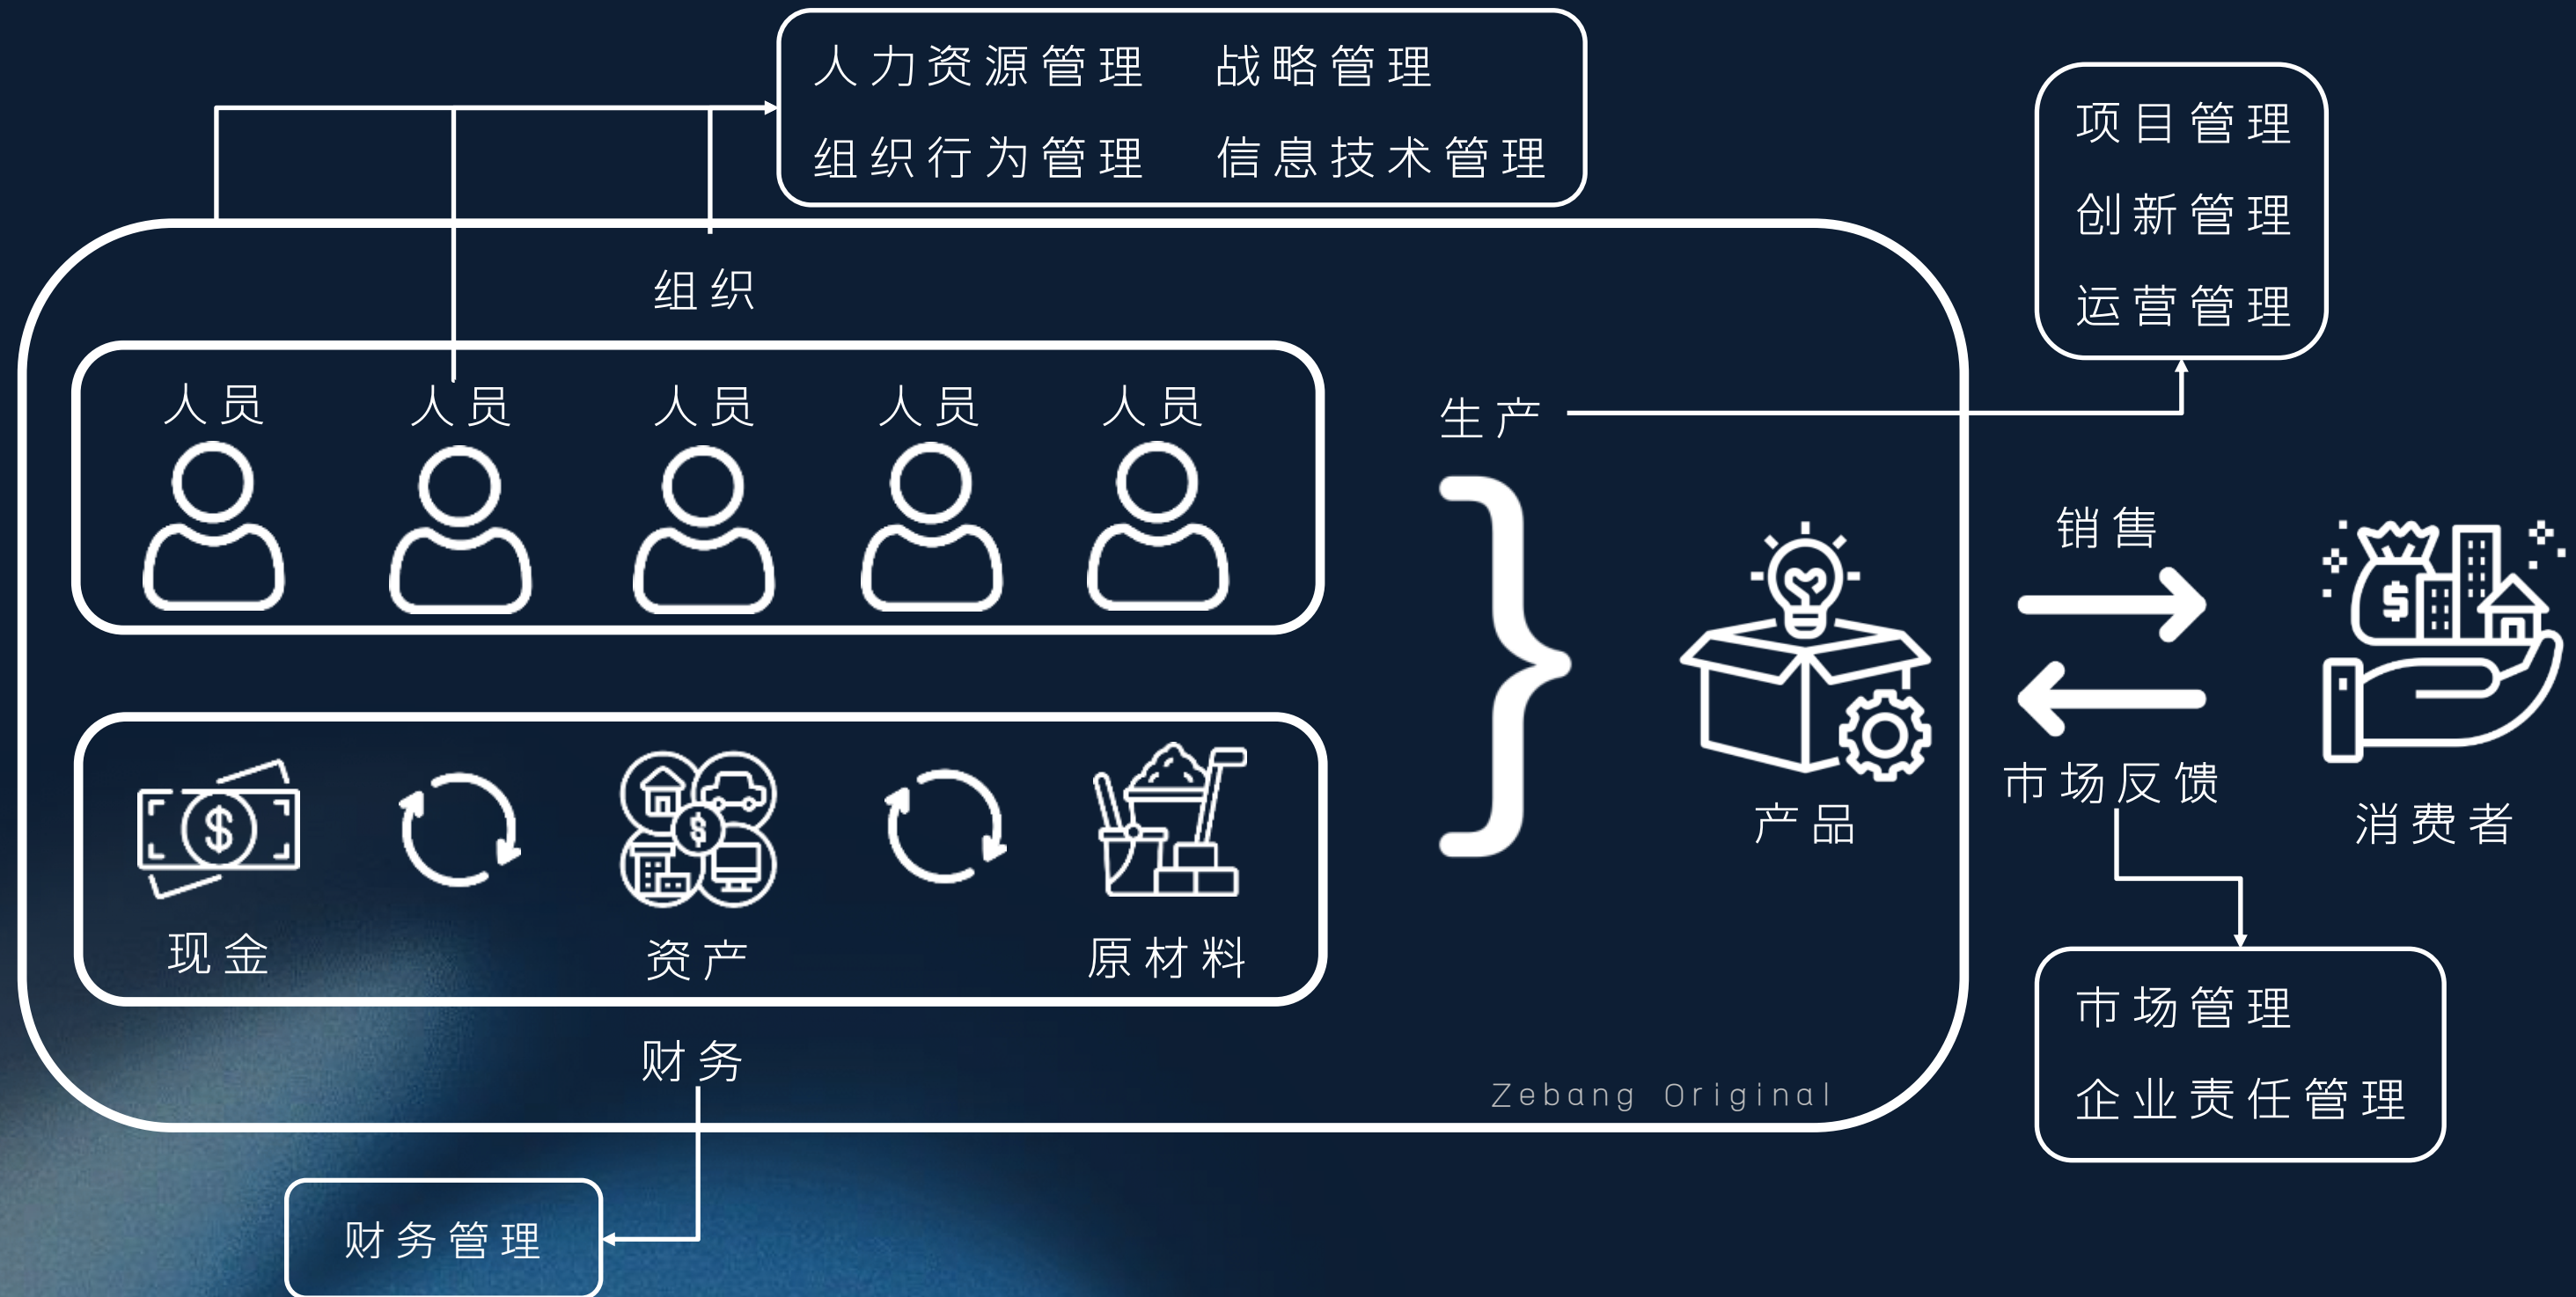 人力资源管理 战略管理
组织行为管理 信息技术管理
项目管理
创新管理
运营管理
组织
人员 人员 人员 人员 人员
生产
销售
市场反馈
产品
消费者
现金 资产 原材料
财务
Zebang Original
市场管理
企业责任管理
财务管理